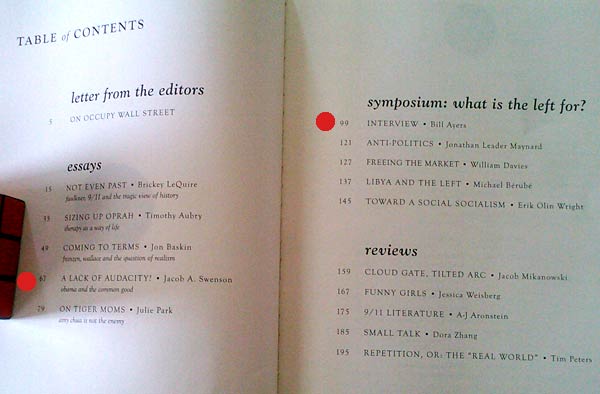 TABLE of CONTENTS
letter from the editors
5 ON OCCUPY WALL STREET
essays
15 NOT EVEN PAST • Brickey LeQuire
faulkner, 9/11 and the magic view of history
35 SIZING UP OPRAH • Timothy Aubry
therapy as a way of life
49 COMING TO TERMS • Jon Baskin
franzen, wallace and the question of realism
67 A LACK OF AUDACITY? • Jacob A. Swenson
obama and the common good
79 ON TIGER MOMS • Julie Park
amy chua is not the enemy
symposium: what is the left for?
99 INTERVIEW • Bill Ayers
121 ANTI-POLITICS • Jonathan Leader Maynard
127 FREEING THE MARKET • William Davies
137 LIBYA AND THE LEFT • Michael Bérubé
145 TOWARD A SOCIAL SOCIALISM • Erik Olin Wright
reviews
159 CLOUD GATE, TILTED ARC • Jacob Mikanowski
167 FUNNY GIRLS • Jessica Weisberg
175 9/11 LITERATURE • A-J Aronstein
185 SMALL TALK • Dora Zhang
195 REPETITION, OR: THE "REAL WORLD" • Tim Peters